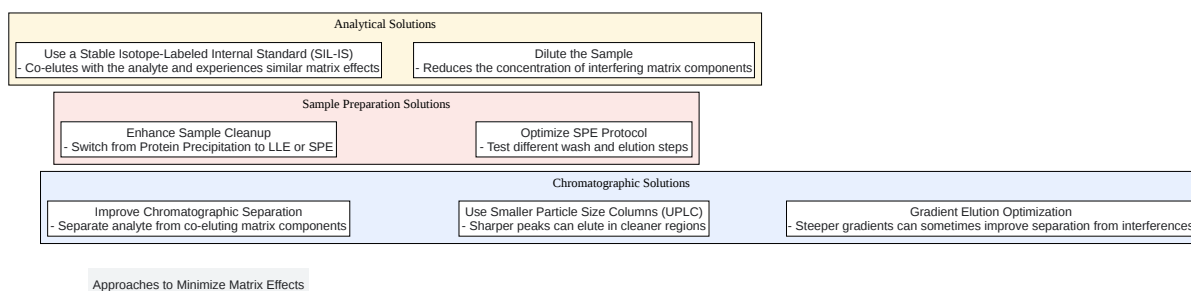 Analytical Solutions
Use a Stable Isotope-Labeled Internal Standard (SIL-IS)
- Co-elutes with the analyte and experiences similar matrix effects
Dilute the Sample
- Reduces the concentration of interfering matrix components
Sample Preparation Solutions
Enhance Sample Cleanup
- Switch from Protein Precipitation to LLE or SPE
Optimize SPE Protocol
- Test different wash and elution steps
Chromatographic Solutions
Improve Chromatographic Separation
- Separate analyte from co-eluting matrix components
Use Smaller Particle Size Columns (UPLC)
- Sharper peaks can elute in cleaner regions
Gradient Elution Optimization
- Steeper gradients can sometimes improve separation from interferences
Approaches to Minimize Matrix Effects